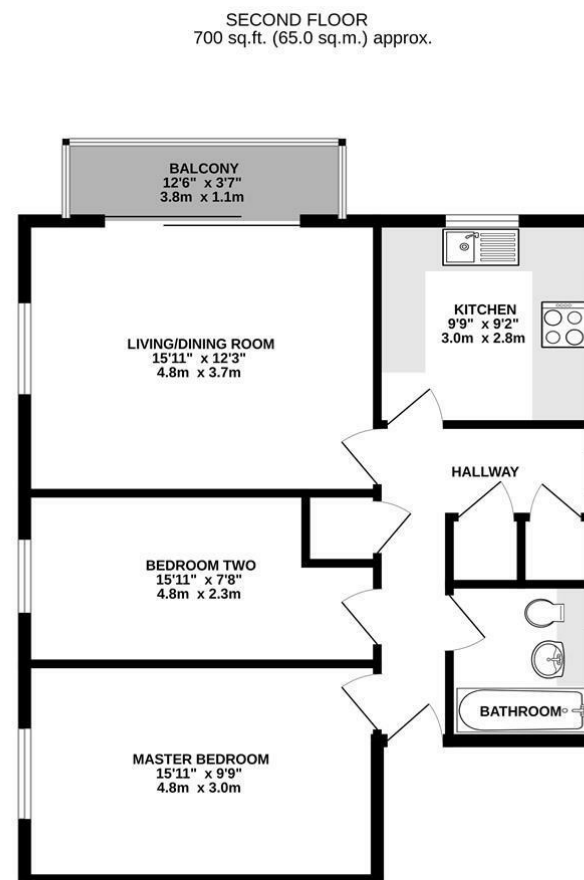 SECOND FLOOR
700 sq.ft. (65.0 sq.m.) approx.
BALCONY
12'6" x 3'7"
3.8m x 1.1m
KITCHEN
9'9" x 9'2"
3.0m x 2.8m
LIVING/DINING ROOM
15'11" x 12'3"
4.8m x 3.7m
HALLWAY
BEDROOM TWO
15'11" x 7'8"
4.8m x 2.3m
BATHROOM
MASTER BEDROOM
15'11" x 9'9"
4.8m x 3.0m